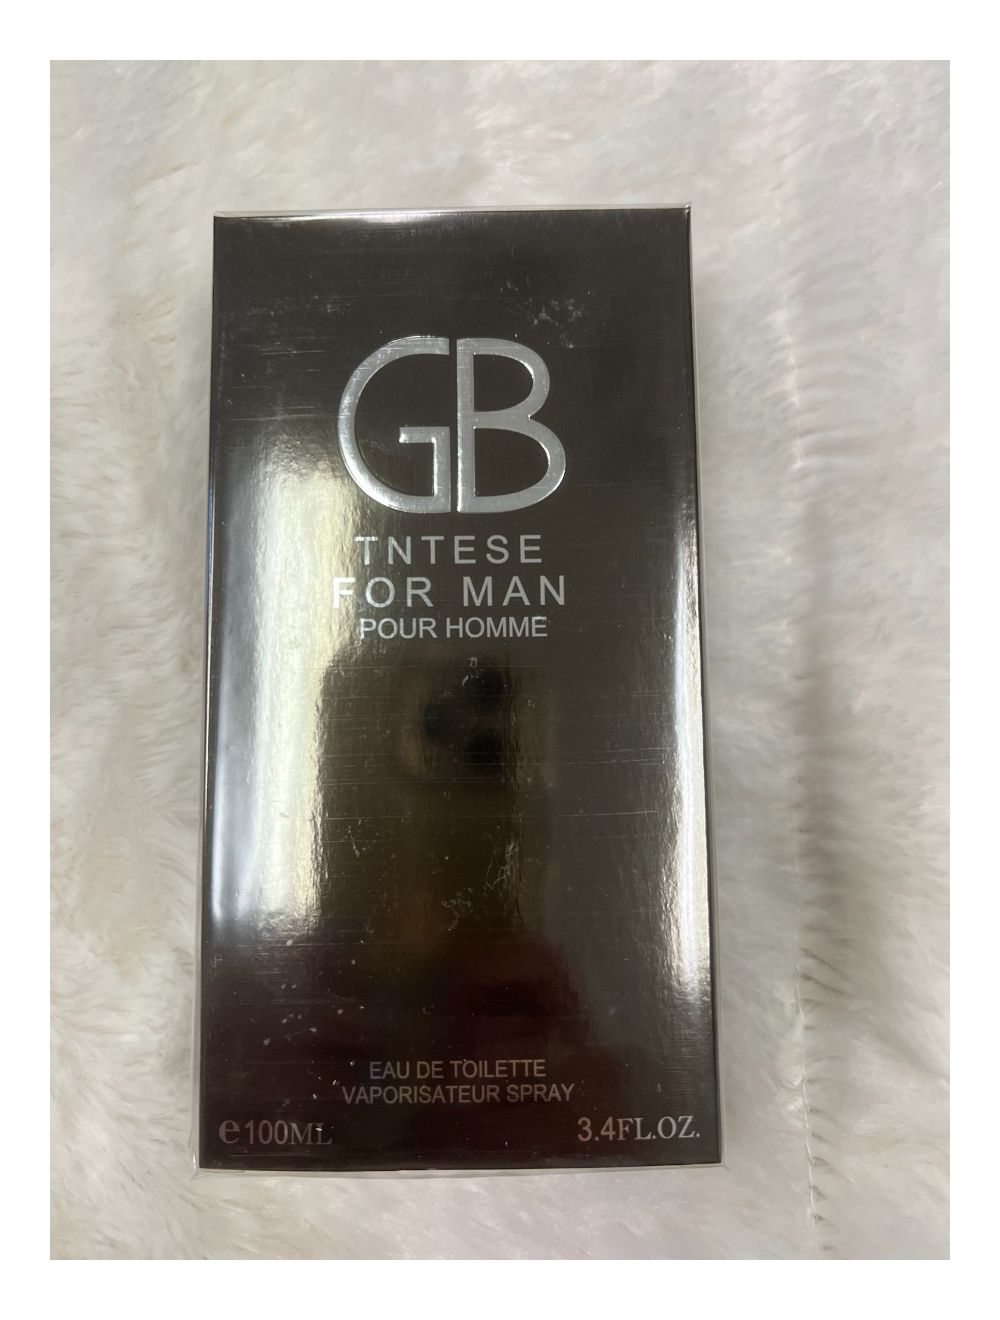 GB
TNTESE
FOR MAN
POUR HOMME
EAU DE TOILETTE
VAPORISATEUR SPRAY
e 100ML 3.4FL.OZ.